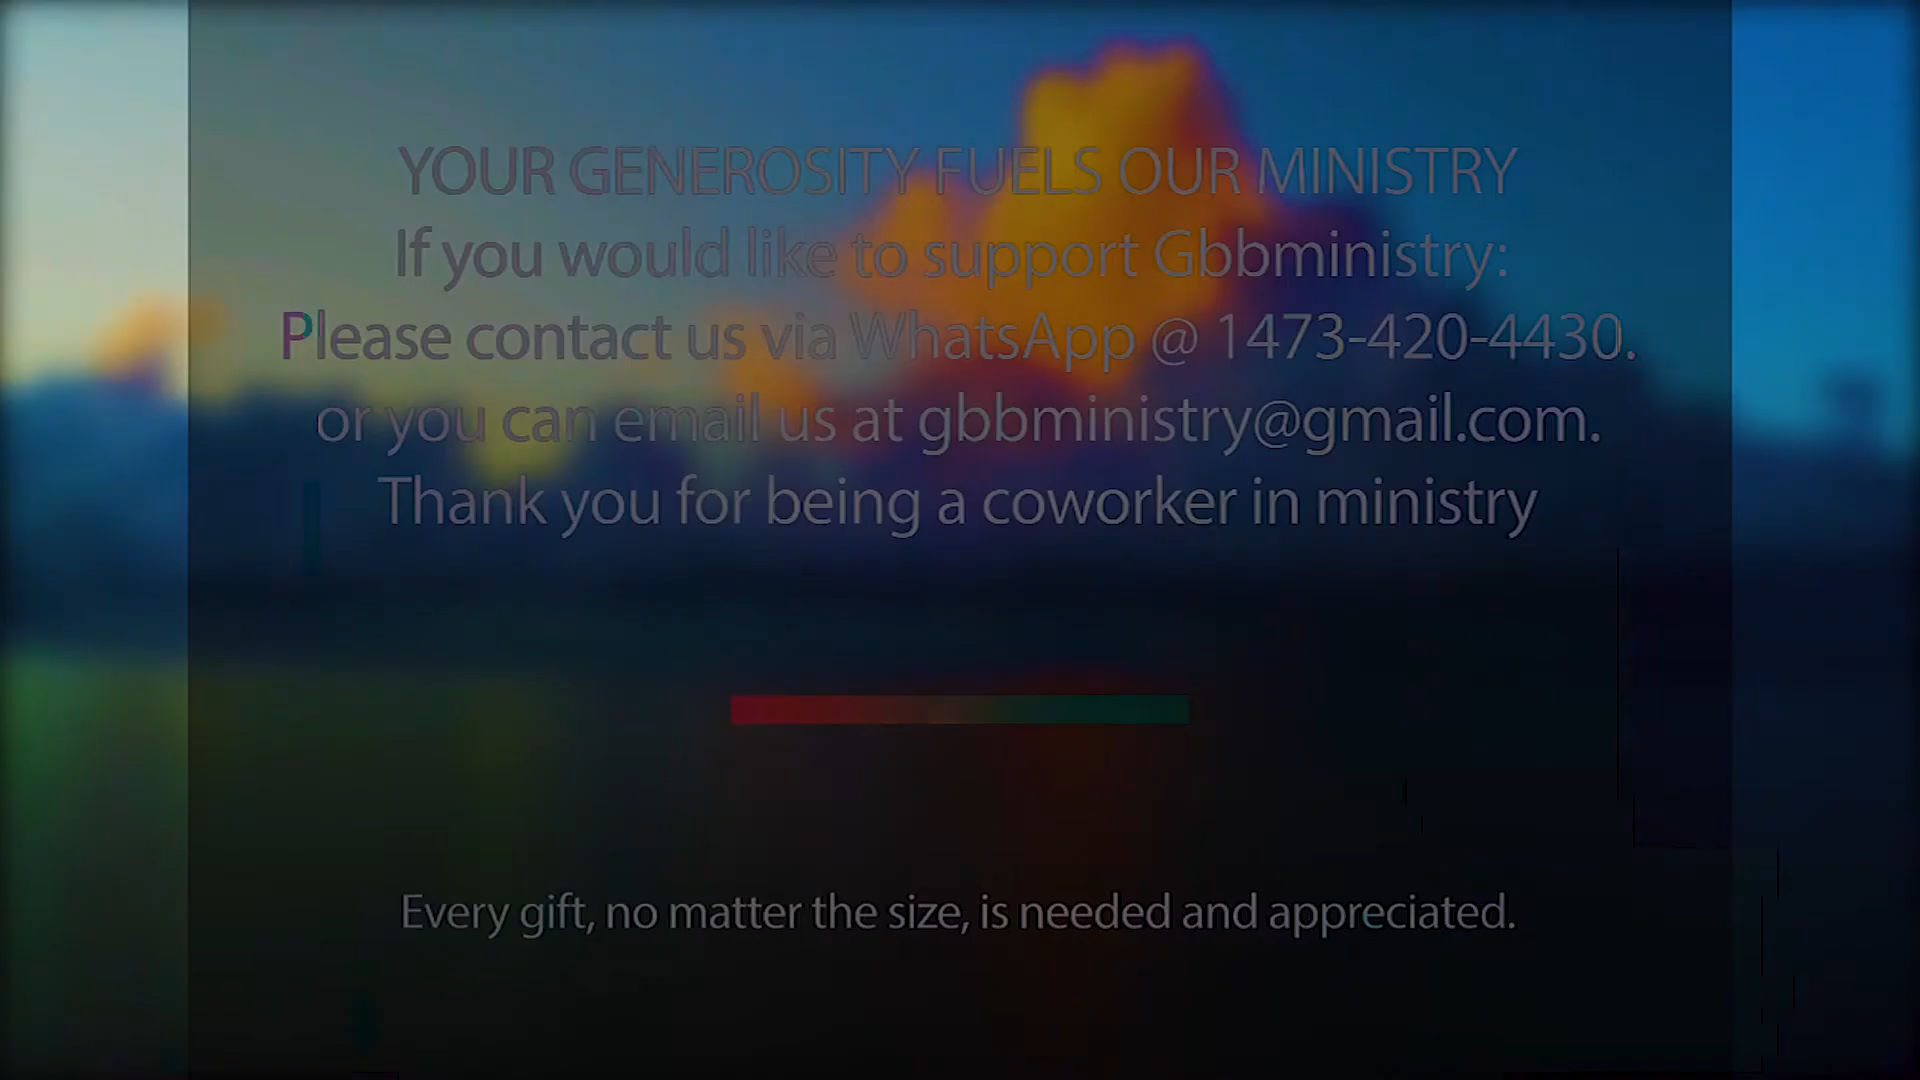 YOUR GENEROSITY FUELS OUR MINISTRY
If you would like to support Gbbministry:
Please contact us via WhatsApp @ 1473-420-4430.
or you can email us at gbbministry@gmail.com.
Thank you for being a coworker in ministry
Every gift, no matter the size, is needed and appreciated.